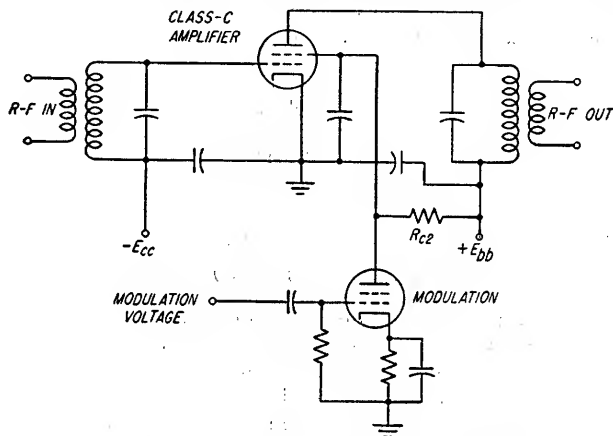 CLASS-C
AMPLIFIER
R-F IN
R-F OUT
-Ecc
Rc2
+Ebb
MODULATION
VOLTAGE
MODULATION